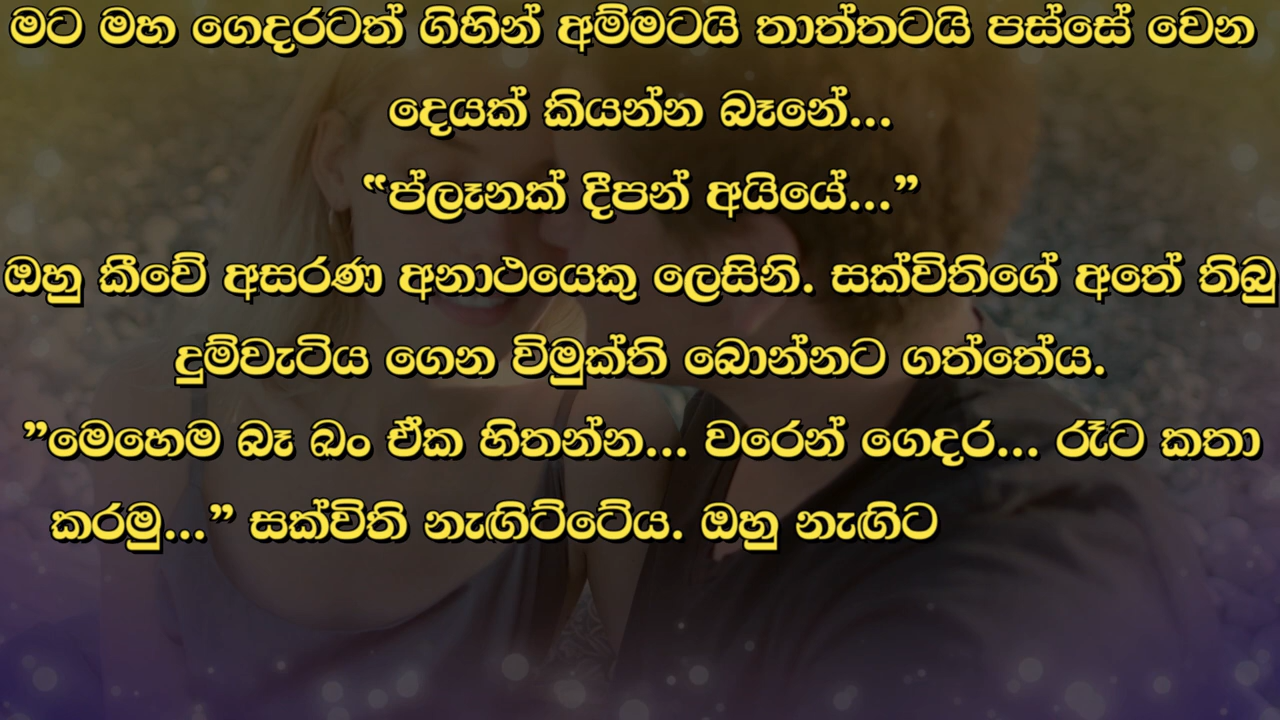 මට මහ ගෙදරටත් ගිහින් අම්මටයි තාත්තටයි පස්සේ වෙන
දෙයක් කියන්න බෑනේ...
“ප්ලෑනක් දීපන් අයියේ...”
ඔහු කීවේ අසරණ අනාථයෙකු ලෙසිනි. සක්විතිගේ අතේ තිබු
දුම්වැටිය ගෙන විමුක්ති බොන්නට ගත්තේය.
”මෙහෙම බෑ ඛං ඒක හිතන්න... වරෙන් ගෙදර... රෑට කතා
කරමු...” සක්විති නැඟිට්ටේය. ඔහු නැඟිට